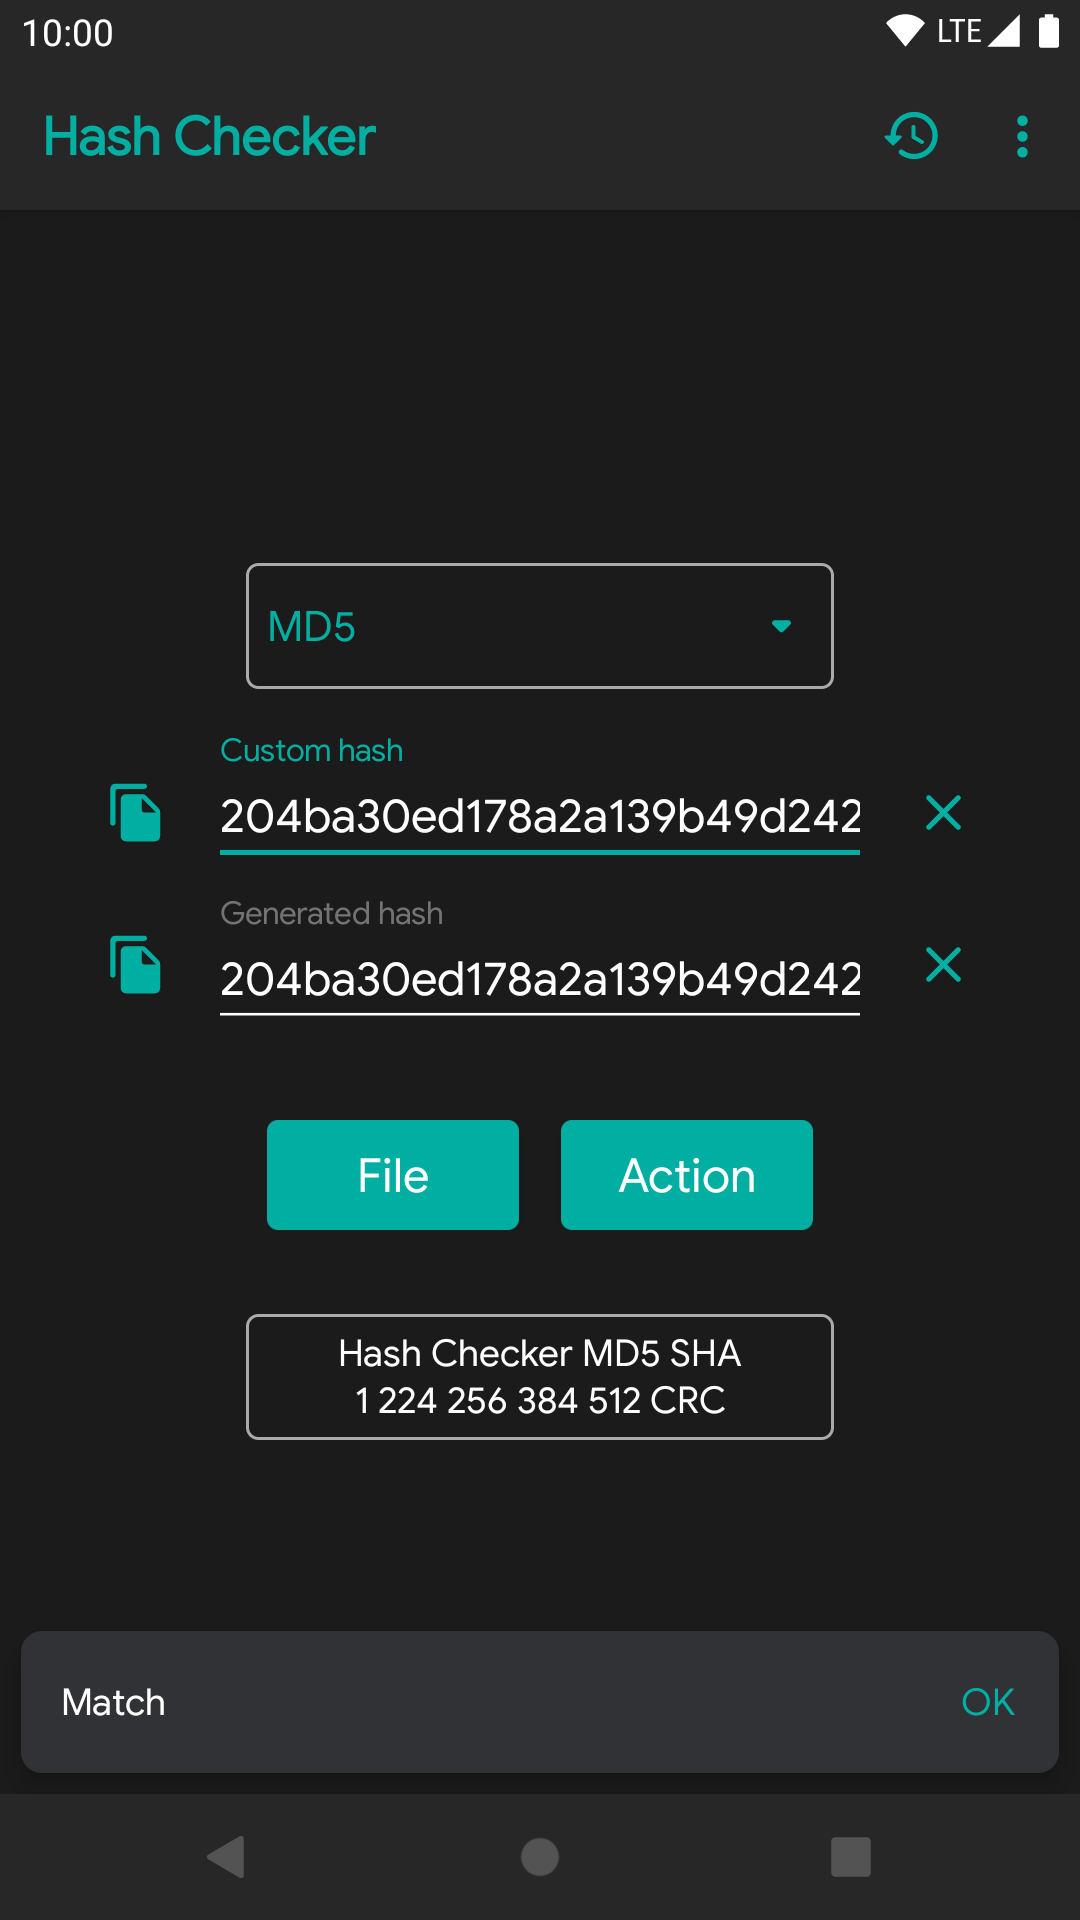 10:00 LTE
Hash Checker
MD5
Custom hash
204ba30ed178a2a139b49d242
Generated hash
204ba30ed178a2a139b49d242
File Action
Hash Checker MD5 SHA
1 224 256 384 512 CRC
Match OK